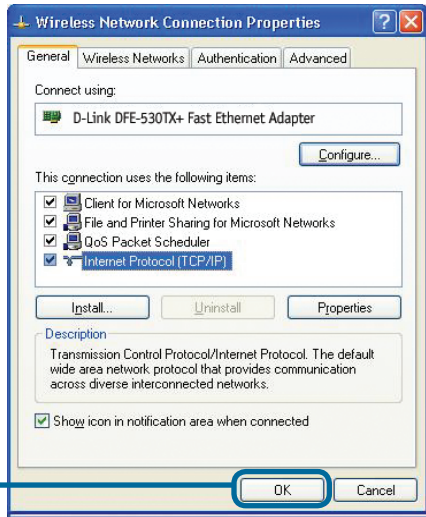 Wireless Network Connection Properties
General Wireless Networks Authentication Advanced
Connect using:
D-Link DFE-530TX+ Fast Ethernet Adapter
Configure...
This connection uses the following items:
Client for Microsoft Networks
File and Printer Sharing for Microsoft Networks
QoS Packet Scheduler
Internet Protocol (TCP/IP)
Install... Uninstall Properties
Description
Transmission Control Protocol/Internet Protocol. The default
wide area network protocol that provides communication
across diverse interconnected networks.
Show icon in notification area when connected
OK Cancel